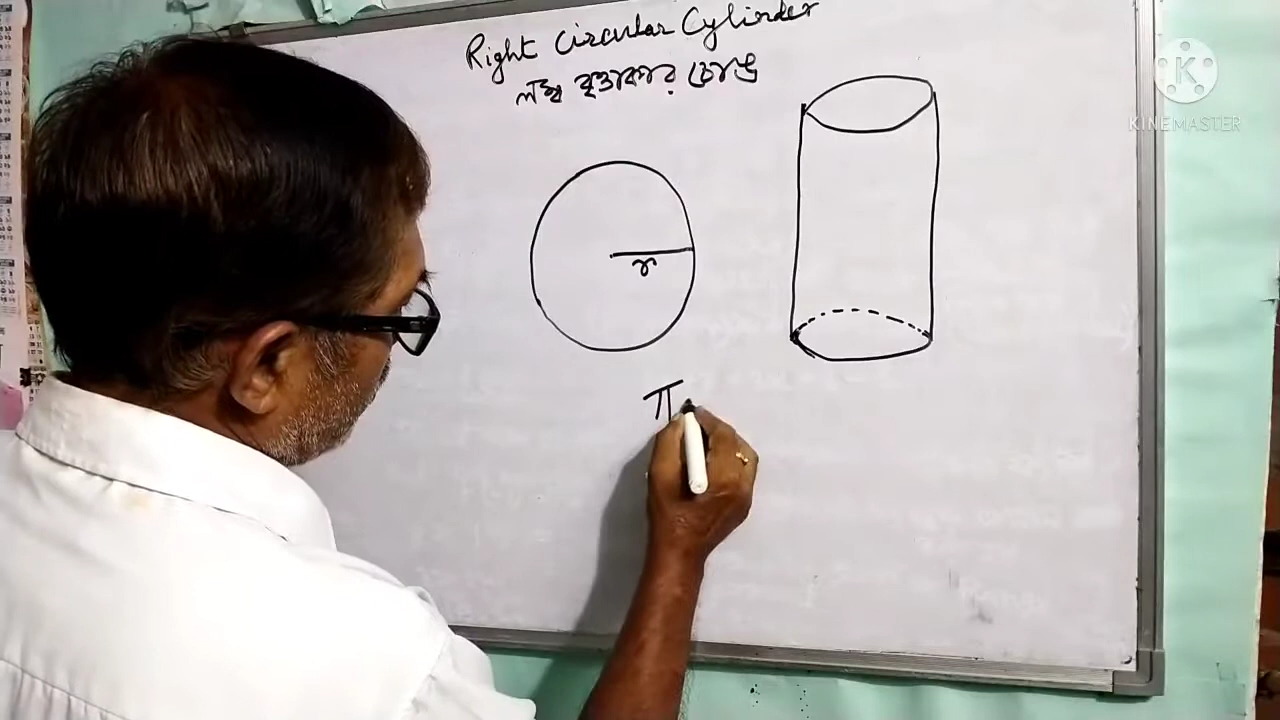 Right Circular Cylinder
লম্ব বৃত্তাকার চোঙ
r
π
K
KINEMASTER